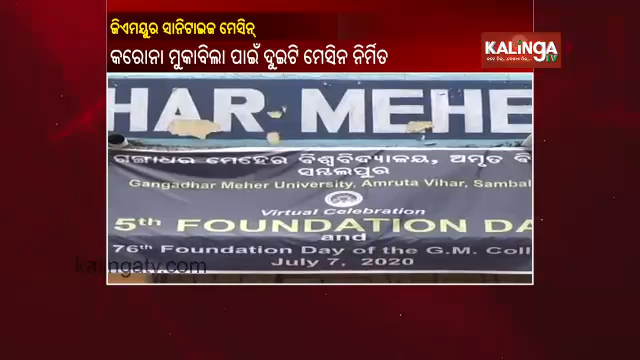 ଜିଏମୟୁର ସାନିଟାଇଜ ମେସିନ୍
କରୋନା ମୁକାବିଲା ପାଇଁ ଦୁଇଟି ମେସିନ ନିର୍ମିତ
KALINGA
TV
HAR MEHE
ଗଙ୍ଗାଧର ମେହେର ବିଶ୍ୱବିଦ୍ୟାଳୟ, ଅମୃତ ବି
ସମ୍ବଲପୁର
Gangadhar Meher University, Amruta Vihar, Sambal
Virtual Celebration
5th FOUNDATION DA
and
76th Foundation Day of the G.M. Coll
July 7, 2020
kalingatv.com